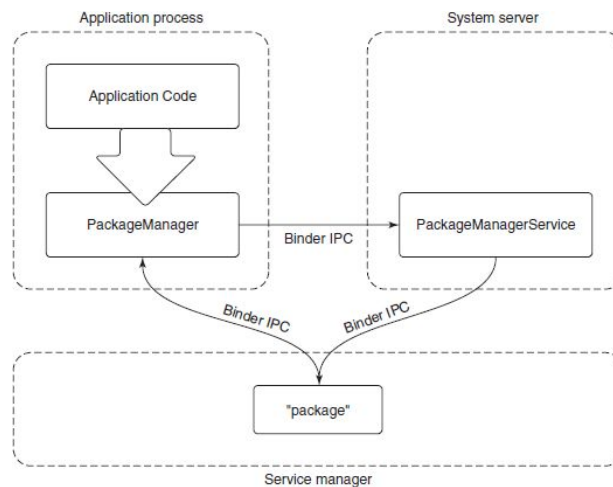 Application process
System server
Application Code
PackageManager
Binder IPC
PackageManagerService
Binder IPC
Binder IPC
"package"
Service manager